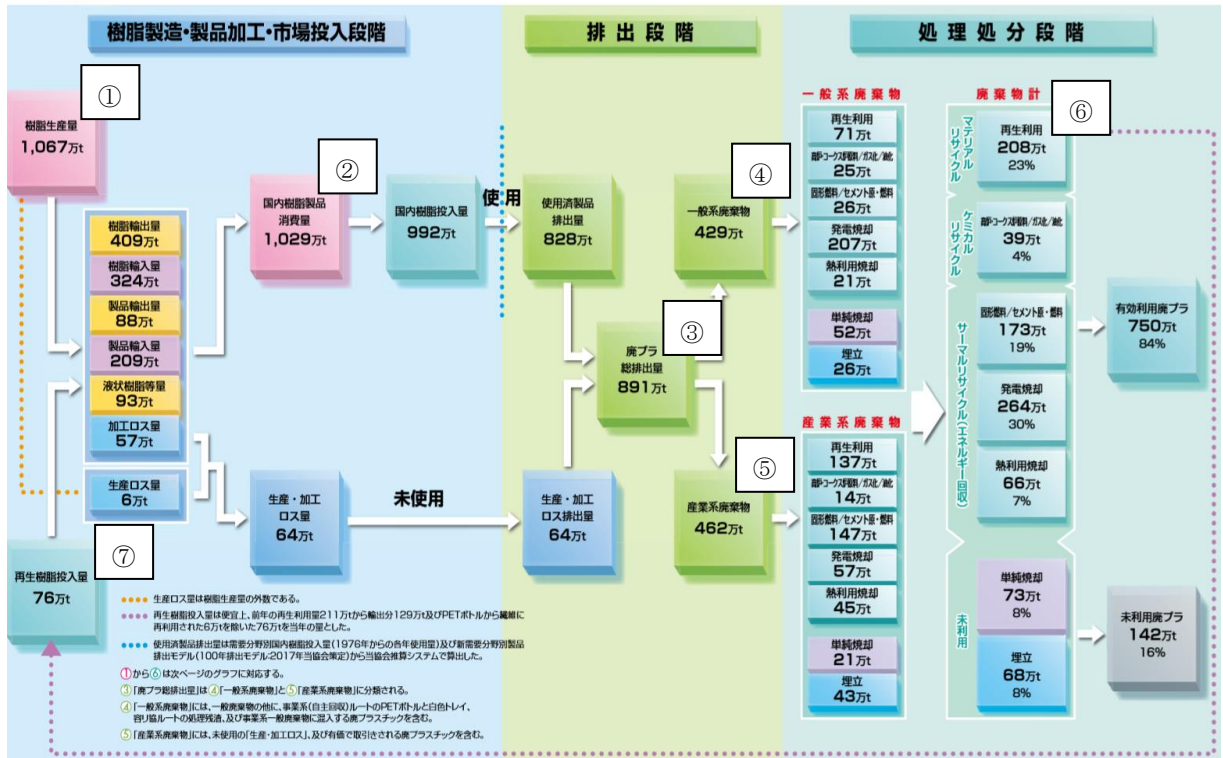 樹脂製造・製品加工・市場投入段階
排出段階
処理処分段階
①
樹脂生産量
1,067万t
樹脂輸出量
409万t
樹脂輸入量
324万t
製品輸出量
88万t
製品輸入量
209万t
液状樹脂等量
93万t
加工ロス量
57万t
生産ロス量
6万t
⑦
再生樹脂投入量
76万t
②
国内樹脂製品
消費量
1,029万t
国内樹脂投入量
992万t
使用
生産・加工
ロス量
64万t
未使用
使用済製品
排出量
828万t
③
廃プラ
総排出量
891万t
生産・加工
ロス排出量
64万t
④
一般系廃棄物
429万t
⑤
産業系廃棄物
462万t
一般系廃棄物
再生利用
71万t
高炉・コークス炉原料/ガス化/油化
25万t
固形燃料/セメント原・燃料
26万t
発電焼却
207万t
熱利用焼却
21万t
単純焼却
52万t
埋立
26万t
産業系廃棄物
再生利用
137万t
高炉・コークス炉原料/ガス化/油化
14万t
固形燃料/セメント原・燃料
147万t
発電焼却
57万t
熱利用焼却
45万t
単純焼却
21万t
埋立
43万t
廃棄物計
⑥
マテリアル
リサイクル
再生利用
208万t
23%
ケミカル
リサイクル
高炉・コークス炉原料/ガス化/油化
39万t
4%
サーマルリサイクル(エネルギー回収)
固形燃料/セメント原・燃料
173万t
19%
発電焼却
264万t
30%
熱利用焼却
66万t
7%
未利用
単純焼却
73万t
8%
埋立
68万t
8%
有効利用廃プラ
750万t
84%
未利用廃プラ
142万t
16%
生産ロス量は樹脂生産量の外数である。
再生樹脂投入量は便宜上、前年の再生利用量211万tから輸出分129万t及びPETボトルから繊維に
再利用された6万tを除いた76万tを当年の量とした。
使用済製品排出量は需要分野別国内樹脂投入量(1976年からの各年使用量)及び新需要分野別製品
排出モデル(100年排出モデル:2017年当協会策定)から当協会推算システムで算出した。
①から⑥は次ページのグラフに対応する。
③「廃プラ総排出量」は④「一般系廃棄物」と⑤「産業系廃棄物」に分類される。
④「一般系廃棄物」には、一般廃棄物の他に、事業系(自主回収)ルートのPETボトルと白色トレイ、
容リ協ルートの処理残渣、及び事業系一般廃棄物に混入する廃プラスチックを含む。
⑤「産業系廃棄物」には、未使用の「生産・加工ロス」、及び有価で取引きされる廃プラスチックを含む。